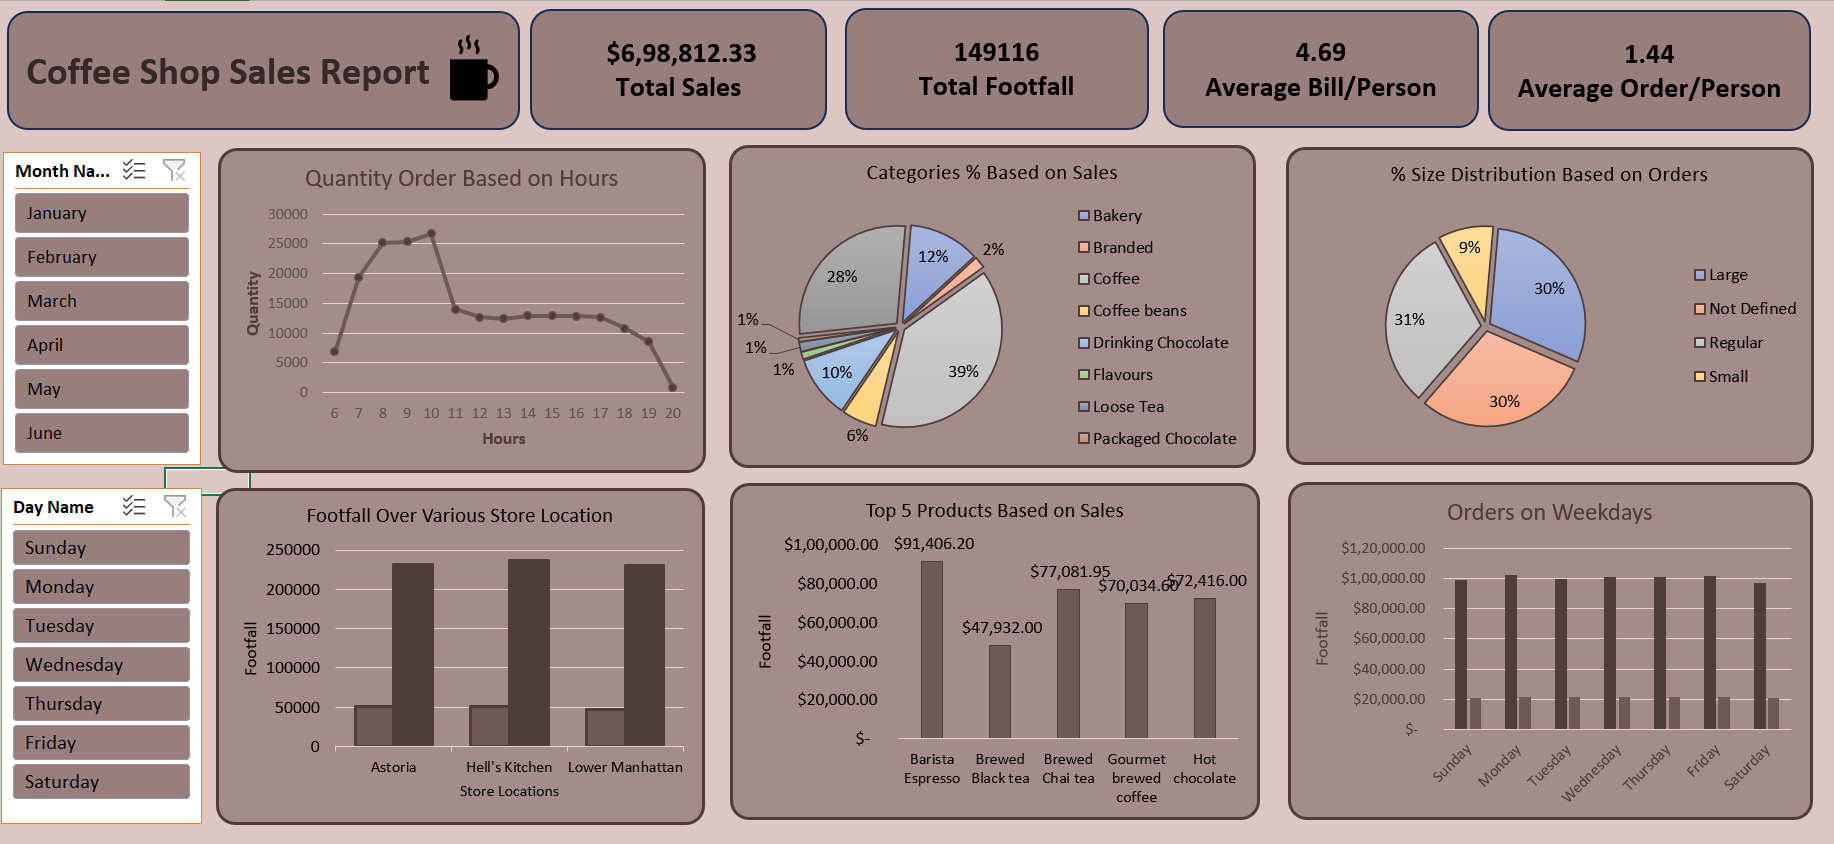 Coffee Shop Sales Report
$6,98,812.33
Total Sales
149116
Total Footfall
4.69
Average Bill/Person
1.44
Average Order/Person
Month Na...
January
February
March
April
May
June
Quantity Order Based on Hours
30000
25000
20000
15000
10000
5000
0
Quantity
6 7 8 9 10 11 12 13 14 15 16 17 18 19 20
Hours
Categories % Based on Sales
12%
2%
39%
6%
10%
1%
1%
1%
28%
Bakery
Branded
Coffee
Coffee beans
Drinking Chocolate
Flavours
Loose Tea
Packaged Chocolate
% Size Distribution Based on Orders
9%
30%
31%
30%
Large
Not Defined
Regular
Small
Day Name
Sunday
Monday
Tuesday
Wednesday
Thursday
Friday
Saturday
Footfall Over Various Store Location
250000
200000
150000
100000
50000
0
Footfall
Astoria Hell's Kitchen Lower Manhattan
Store Locations
Top 5 Products Based on Sales
$1,00,000.00
$80,000.00
$60,000.00
$40,000.00
$20,000.00
$-
Footfall
$91,406.20
$47,932.00
$77,081.95
$70,034.60
$72,416.00
Barista Espresso
Brewed Black tea
Brewed Chai tea
Gourmet brewed coffee
Hot chocolate
Orders on Weekdays
$1,20,000.00
$1,00,000.00
$80,000.00
$60,000.00
$40,000.00
$20,000.00
$-
Footfall
Sunday Monday Tuesday Wednesday Thursday Friday Saturday